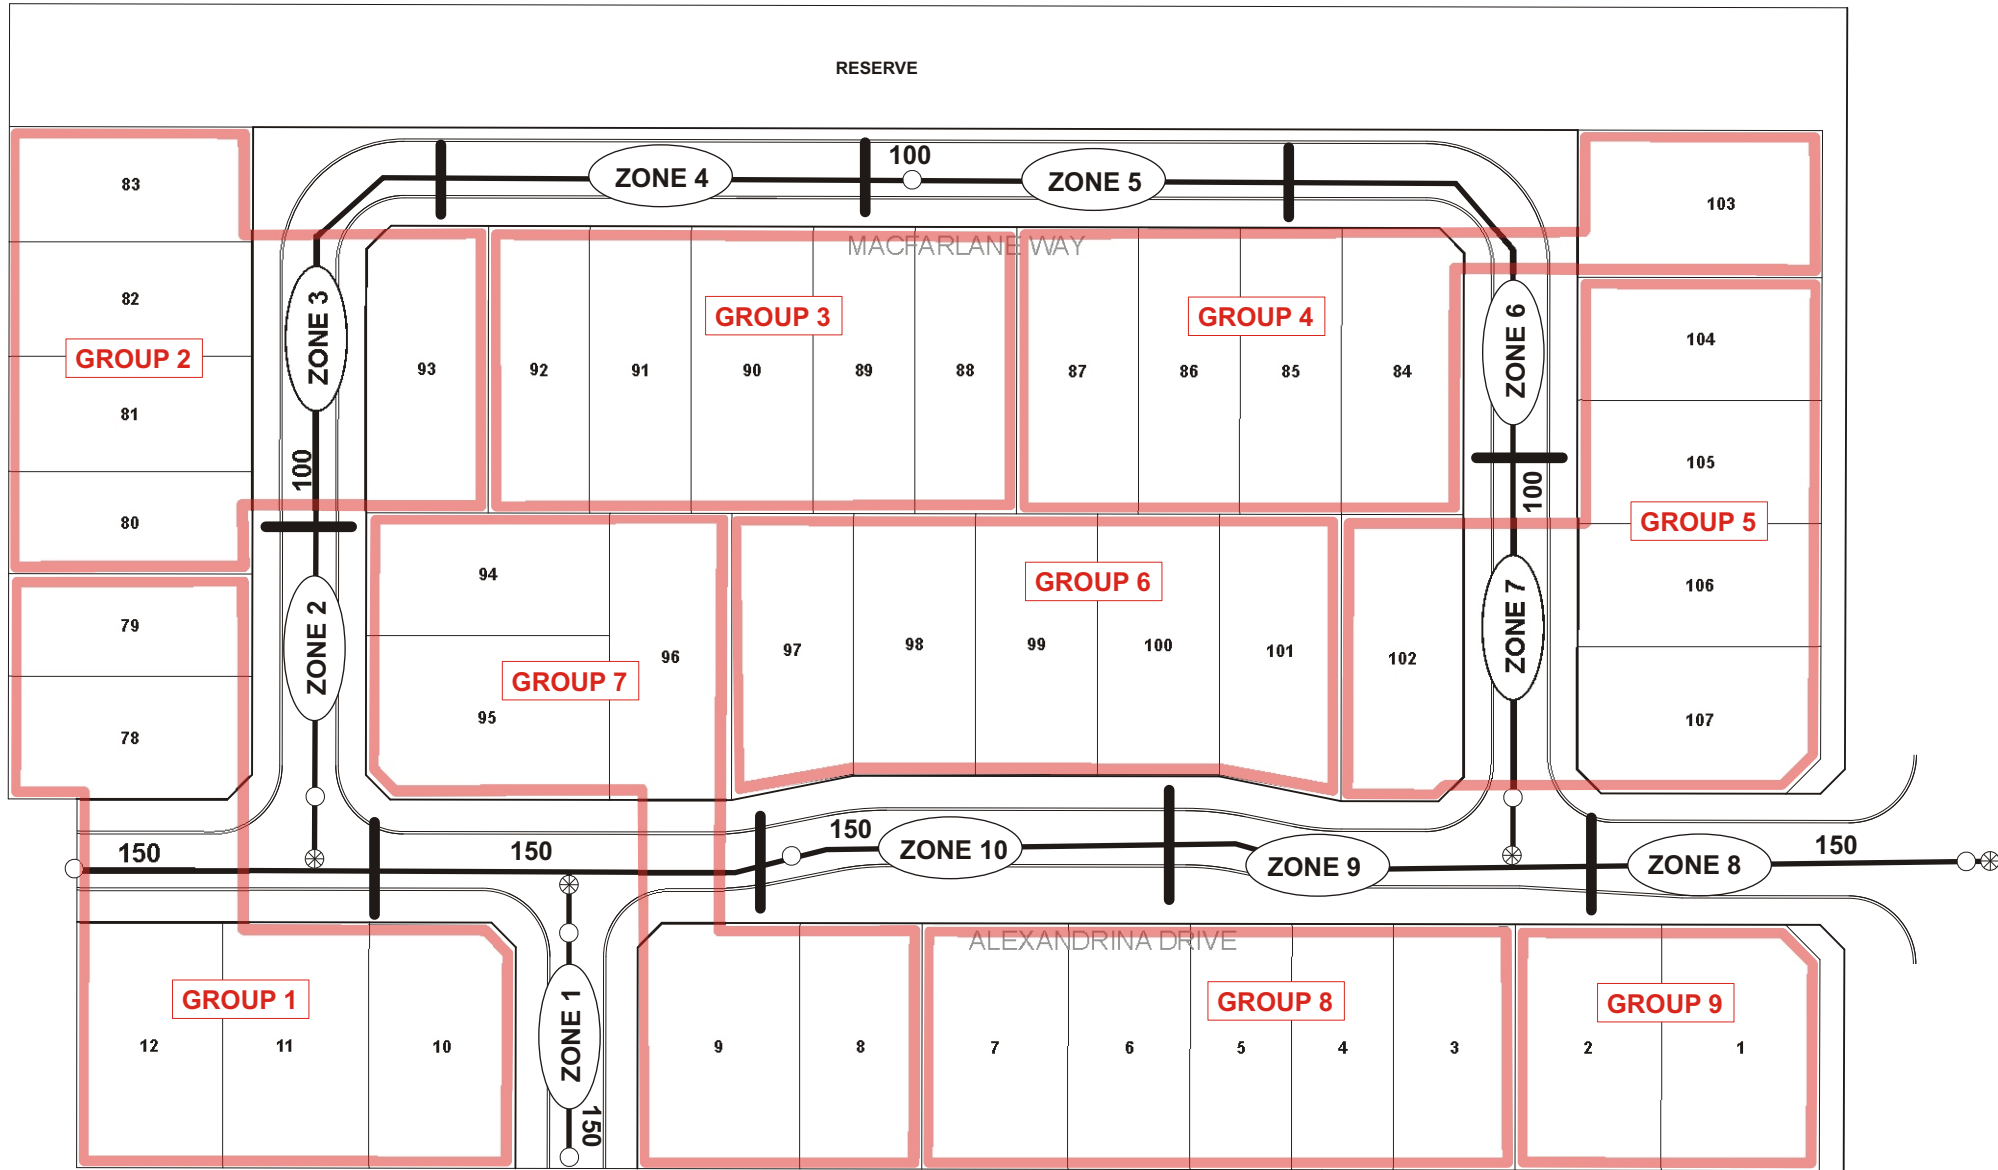 RESERVE
83
100
ZONE 4
ZONE 5
103
MACFARLANE WAY
82
ZONE 3
GROUP 3
GROUP 4
ZONE 6
104
GROUP 2
93
92
91
90
89
88
87
86
85
84
81
100
105
100
80
GROUP 5
94
GROUP 6
106
79
ZONE 2
ZONE 7
96
97
98
99
100
101
102
GROUP 7
95
107
78
150
150
150
150
ZONE 10
ZONE 9
ZONE 8
ALEXANDRINA DRIVE
GROUP 1
GROUP 8
GROUP 9
ZONE 1
12
11
10
9
8
7
6
5
4
3
2
1
150